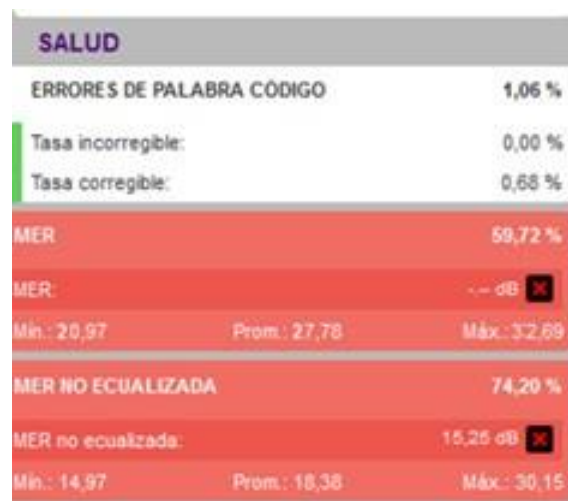 SALUD
ERRORES DE PALABRA CÓDIGO 1,06 %
Tasa incorregible: 0,00 %
Tasa corregible: 0,68 %
MER 59,72 %
MER: -.-- dB
Mín.: 20,97 Prom.: 27,78 Máx.: 32,69
MER NO ECUALIZADA 74,20 %
MER no ecualizada: 15,25 dB
Mín.: 14,97 Prom.: 18,38 Máx.: 30,15